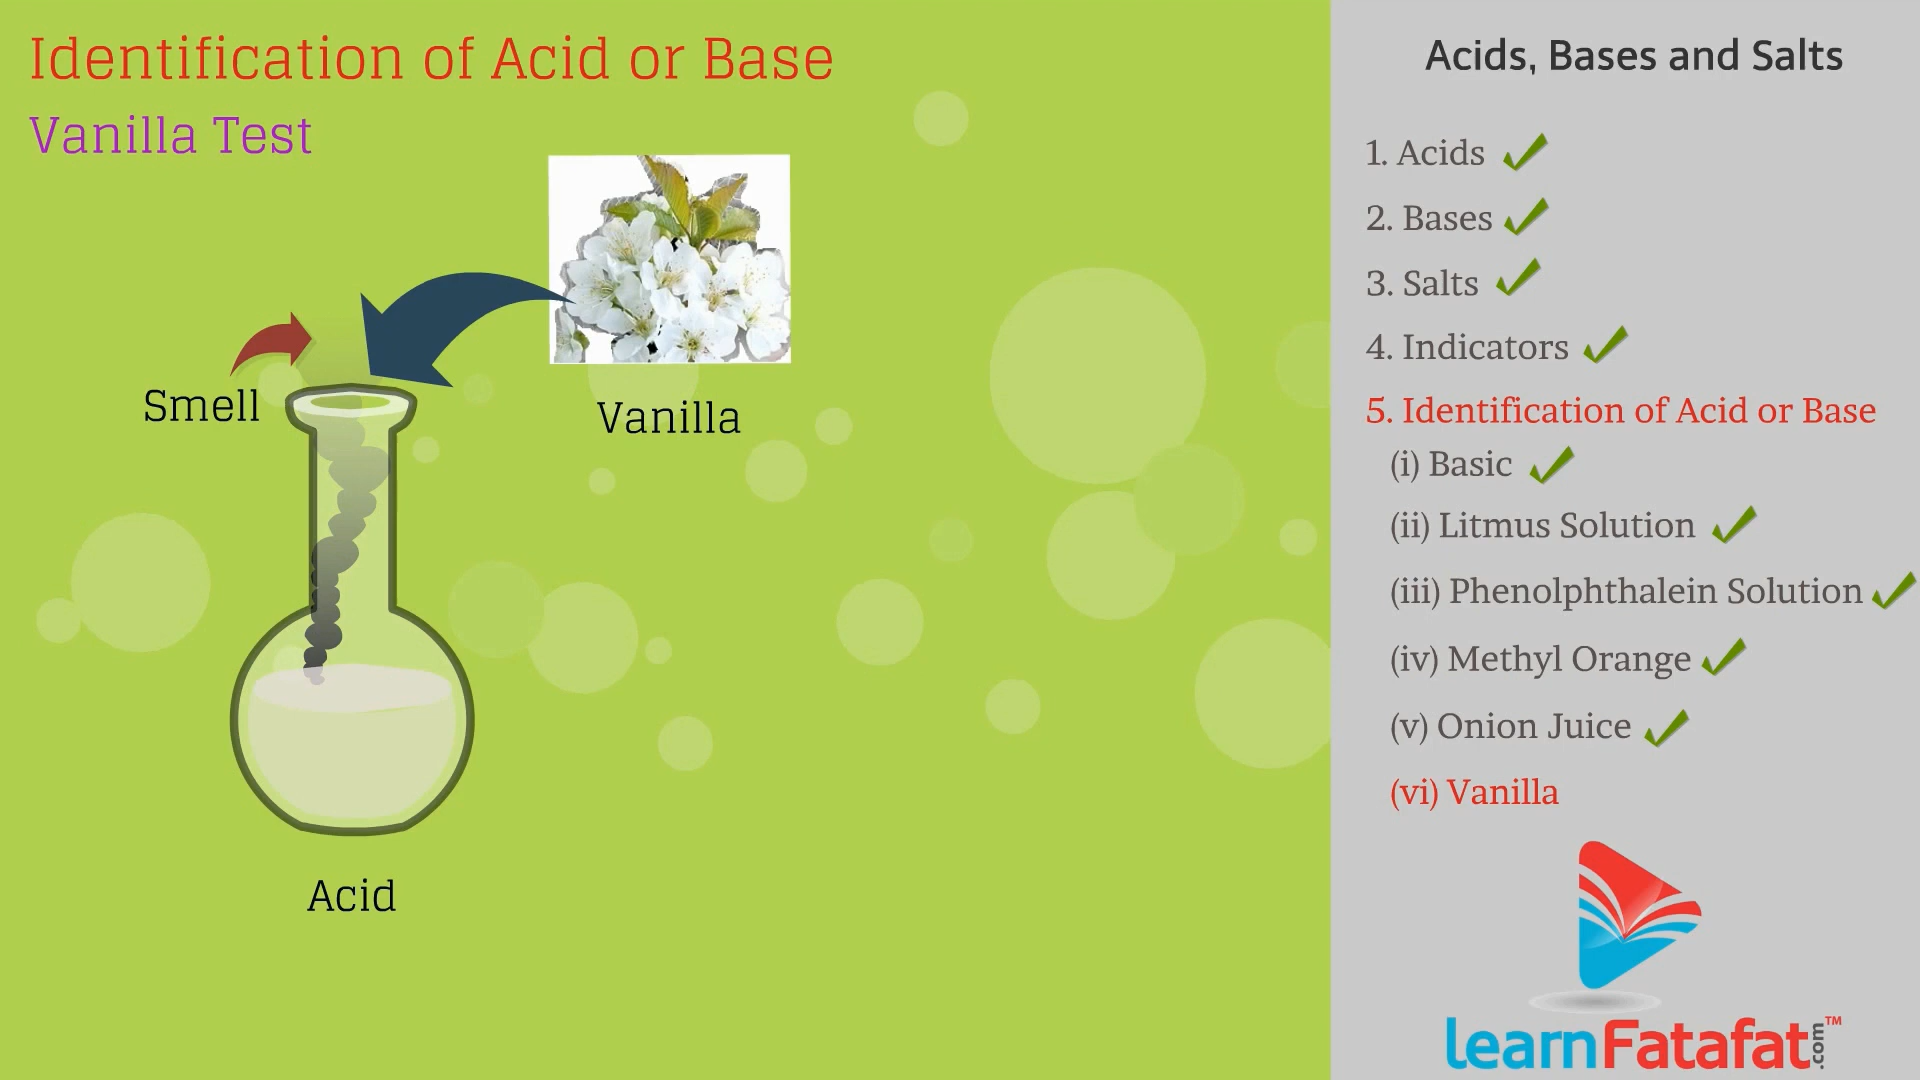 Identification of Acid or Base
Vanilla Test
Smell
Vanilla
Acid
Acids, Bases and Salts
1. Acids
2. Bases
3. Salts
4. Indicators
5. Identification of Acid or Base
(i) Basic
(ii) Litmus Solution
(iii) Phenolphthalein Solution
(iv) Methyl Orange
(v) Onion Juice
(vi) Vanilla
learnFatafat.com™